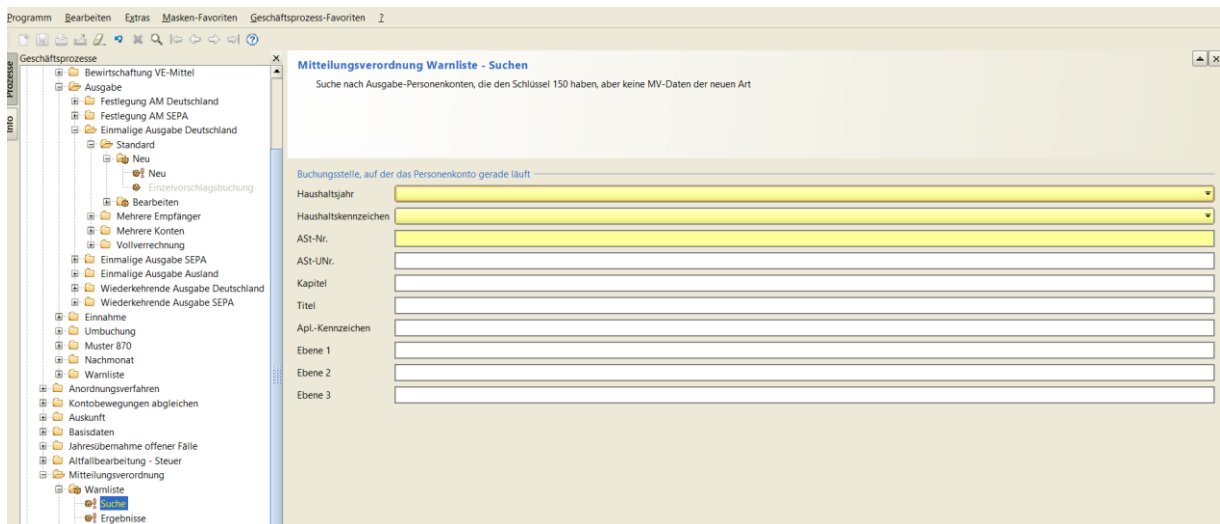 Programm Bearbeiten Extras Masken-Favoriten Geschäftsprozess-Favoriten ?
Geschäftsprozesse
Prozesse
Info
Bewirtschaftung VE-Mittel
Ausgabe
Festlegung AM Deutschland
Festlegung AM SEPA
Einmalige Ausgabe Deutschland
Standard
Neu
Neu
Einzelvorschlagsbuchung
Bearbeiten
Mehrere Empfänger
Mehrere Konten
Vollverrechnung
Einmalige Ausgabe SEPA
Einmalige Ausgabe Ausland
Wiederkehrende Ausgabe Deutschland
Wiederkehrende Ausgabe SEPA
Einnahme
Umbuchung
Muster 870
Nachmonat
Warnliste
Anordnungsverfahren
Kontobewegungen abgleichen
Auskunft
Basisdaten
Jahresübernahme offener Fälle
Altfallbearbeitung - Steuer
Mitteilungsverordnung
Warnliste
Suche
Ergebnisse
Mitteilungsverordnung Warnliste - Suchen
Suche nach Ausgabe-Personenkonten, die den Schlüssel 150 haben, aber keine MV-Daten der neuen Art
Buchungsstelle, auf der das Personenkonto gerade läuft
Haushaltsjahr
Haushaltskennzeichen
ASt-Nr.
ASt-UNr.
Kapitel
Titel
Apl.-Kennzeichen
Ebene 1
Ebene 2
Ebene 3